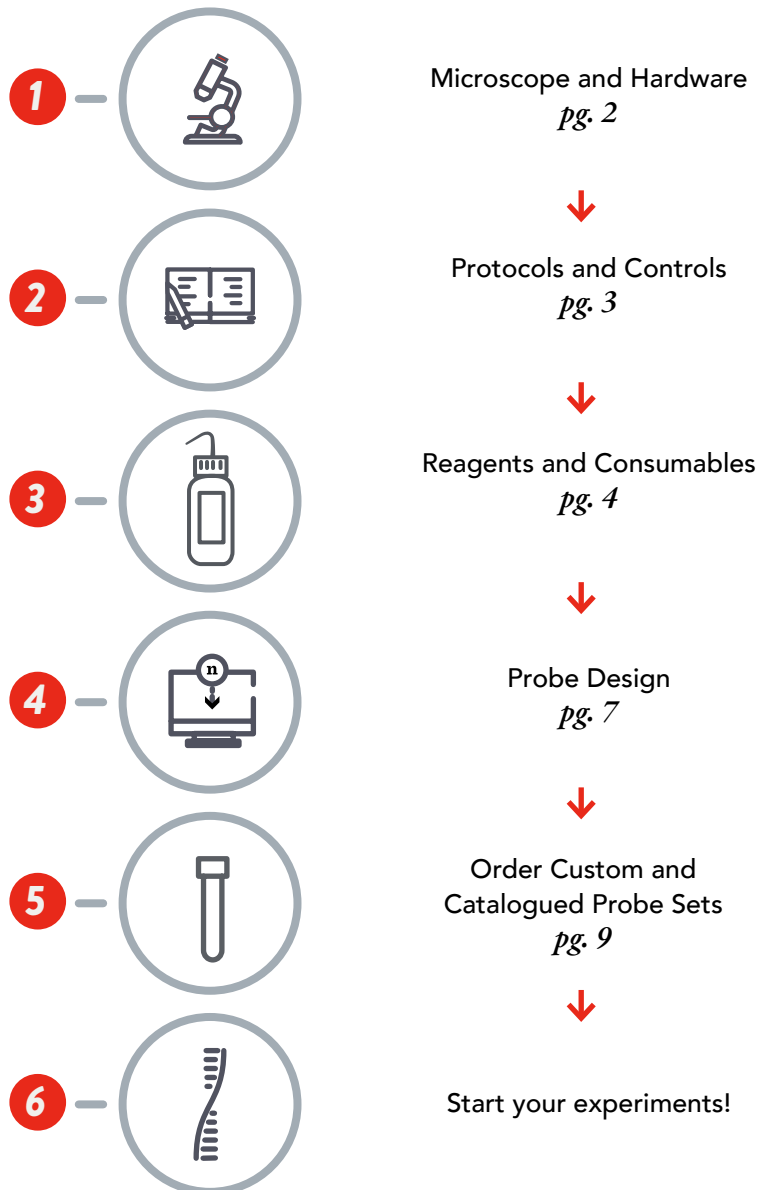 1
Microscope and Hardware
pg. 2
2
Protocols and Controls
pg. 3
3
Reagents and Consumables
pg. 4
4
n
Probe Design
pg. 7
5
Order Custom and
Catalogued Probe Sets
pg. 9
6
Start your experiments!